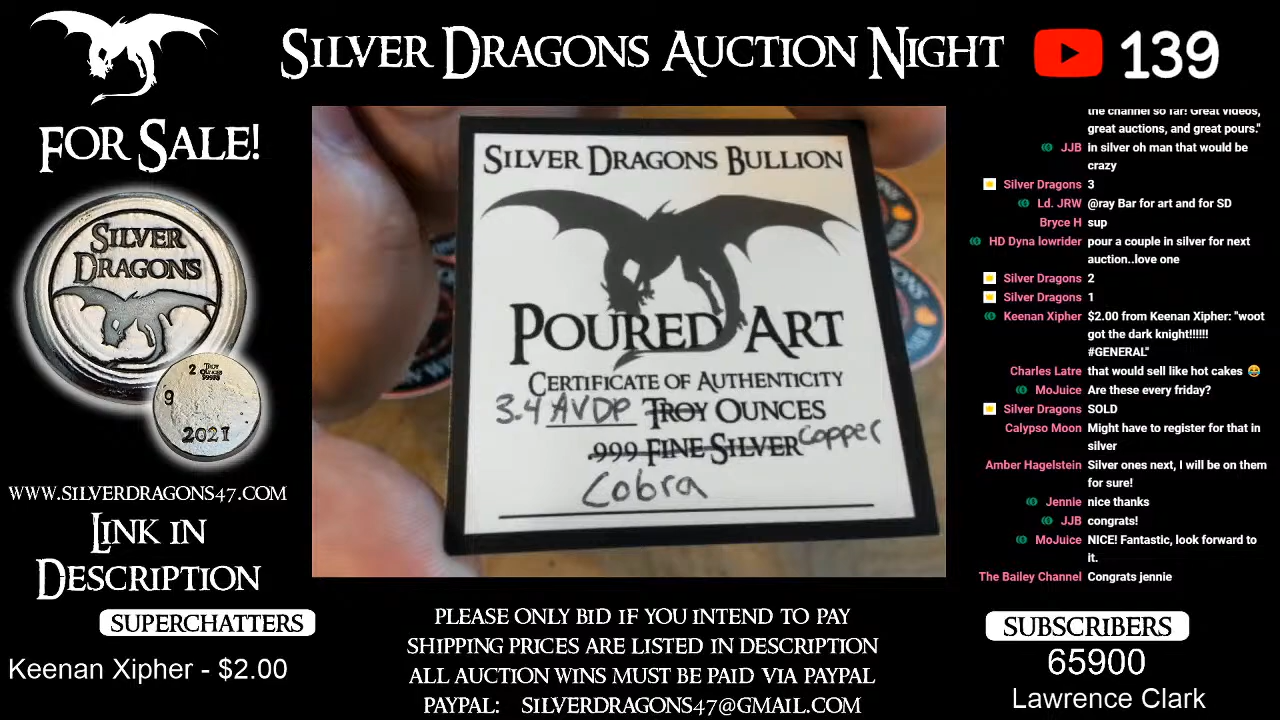 SILVER DRAGONS AUCTION NIGHT
139
FOR SALE!
SILVER
DRAGONS
2 TROY
OUNCES
9
2021
WWW.SILVERDRAGONS47.COM
LINK IN
DESCRIPTION
SUPERCHATTERS
Keenan Xipher - $2.00
SILVER DRAGONS BULLION
POURED ART
CERTIFICATE OF AUTHENTICITY
3.4 AVDP TROY OUNCES
.999 FINE SILVER Copper
Cobra
PLEASE ONLY BID IF YOU INTEND TO PAY
SHIPPING PRICES ARE LISTED IN DESCRIPTION
ALL AUCTION WINS MUST BE PAID VIA PAYPAL
PAYPAL: SILVERDRAGONS47@GMAIL.COM
the channel so far! Great videos,
great auctions, and great pours."
JJB in silver oh man that would be
crazy
Silver Dragons 3
Ld. JRW @ray Bar for art and for SD
Bryce H sup
HD Dyna lowrider pour a couple in silver for next
auction..love one
Silver Dragons 2
Silver Dragons 1
Keenan Xipher $2.00 from Keenan Xipher: "woot
got the dark knight!!!!!!
#GENERAL"
Charles Latre that would sell like hot cakes 😂
MoJuice Are these every friday?
Silver Dragons SOLD
Calypso Moon Might have to register for that in
silver
Amber Hagelstein Silver ones next, I will be on them
for sure!
Jennie nice thanks
JJB congrats!
MoJuice NICE! Fantastic, look forward to
it.
The Bailey Channel Congrats jennie
SUBSCRIBERS
65900
Lawrence Clark